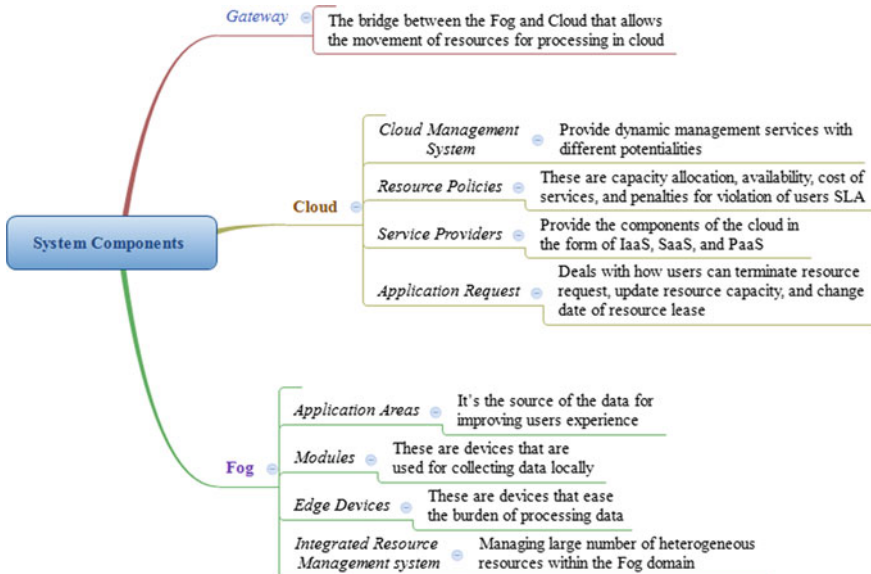 Gateway
The bridge between the Fog and Cloud that allows
the movement of resources for processing in cloud
System Components
Cloud
Cloud Management
System
Provide dynamic management services with
different potentialities
Resource Policies
These are capacity allocation, availability, cost of
services, and penalties for violation of users SLA
Service Providers
Provide the components of the cloud in
the form of IaaS, SaaS, and PaaS
Application Request
Deals with how users can terminate resource
request, update resource capacity, and change
date of resource lease
Fog
Application Areas
It's the source of the data for
improving users experience
Modules
These are devices that are
used for collecting data locally
Edge Devices
These are devices that ease
the burden of processing data
Integrated Resource
Management system
Managing large number of heterogeneous
resources within the Fog domain